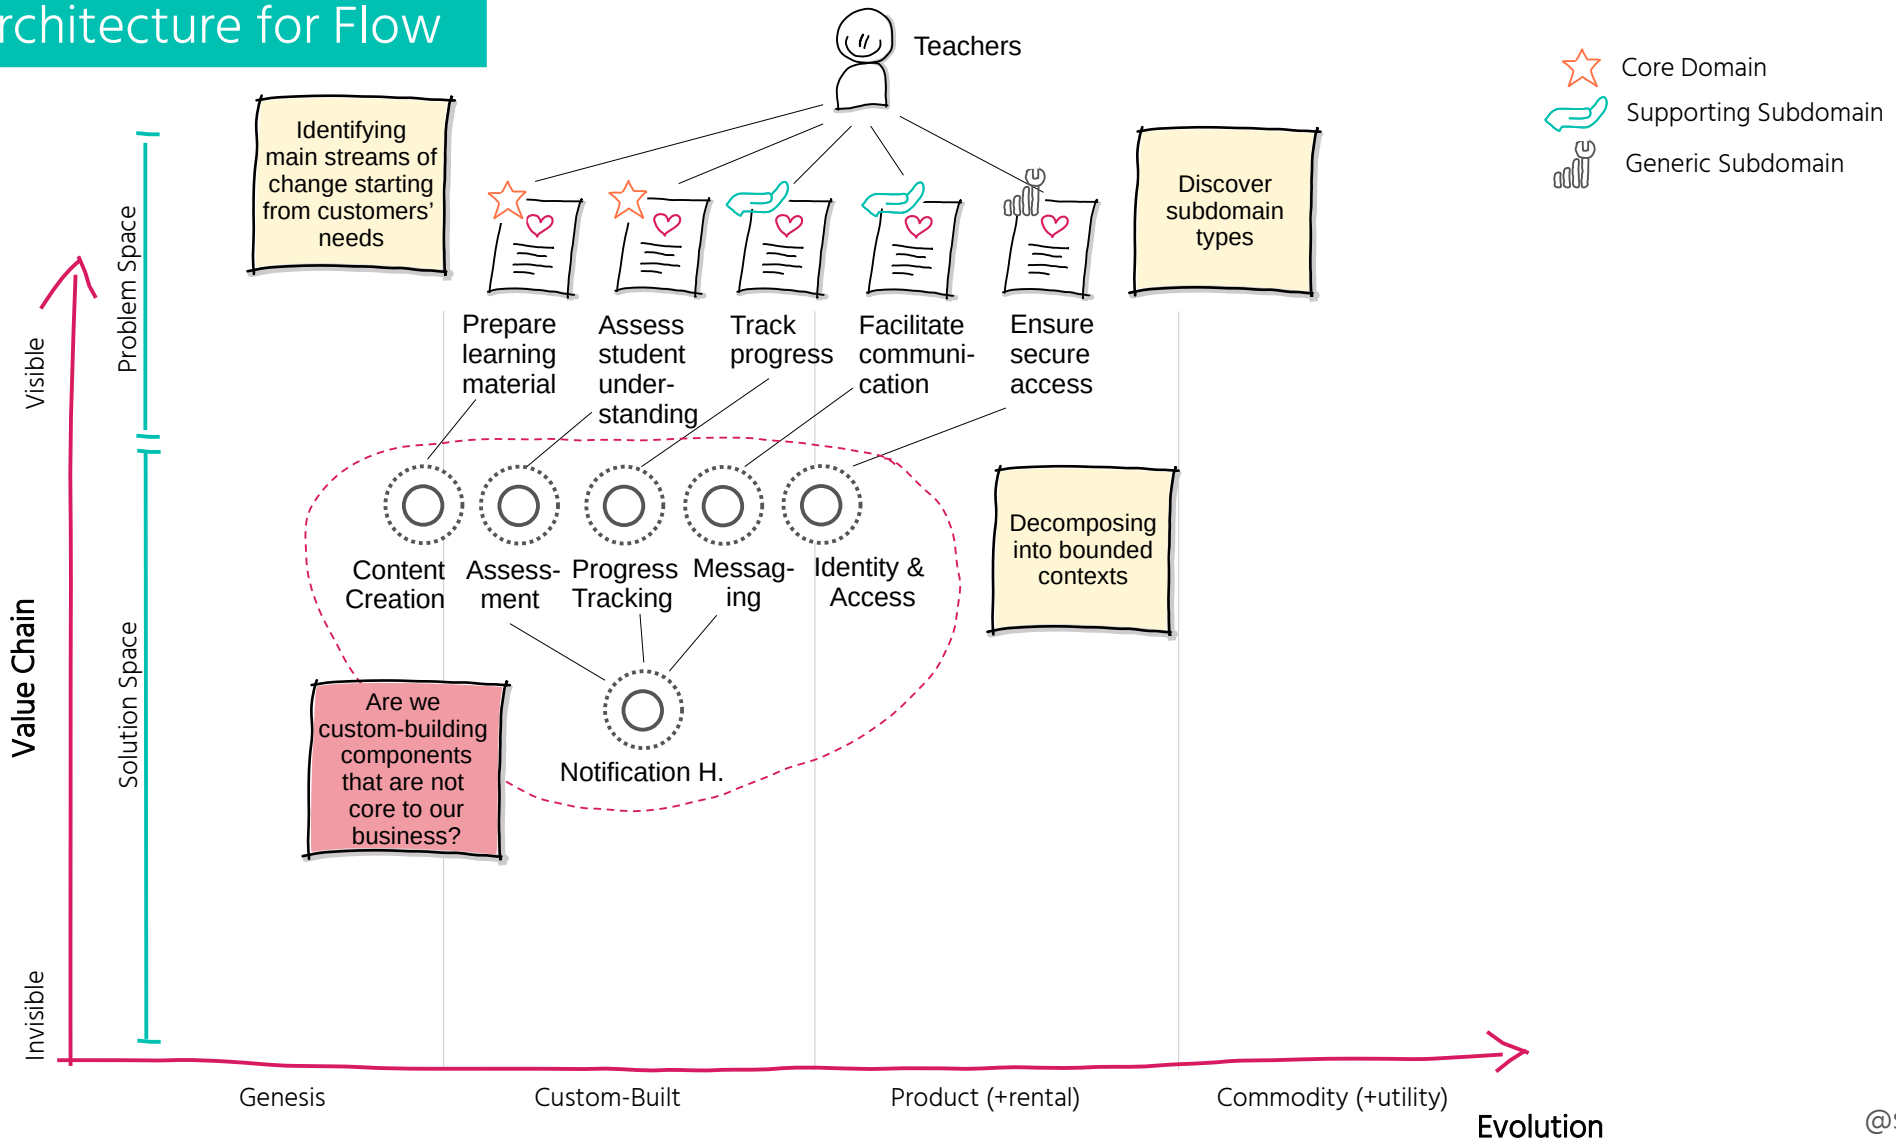 rchitecture for Flow
Teachers
Core Domain
Supporting Subdomain
Generic Subdomain
Identifying
main streams of
change starting
from customers'
needs
Discover
subdomain
types
Problem Space
Visible
Prepare
learning
material
Assess
student
under-
standing
Track
progress
Facilitate
communi-
cation
Ensure
secure
access
Decomposing
into bounded
contexts
Content
Creation
Assess-
ment
Progress
Tracking
Messag-
ing
Identity &
Access
Value Chain
Solution Space
Notification H.
Are we
custom-building
components
that are not
core to our
business?
Invisible
Genesis
Custom-Built
Product (+rental)
Commodity (+utility)
Evolution